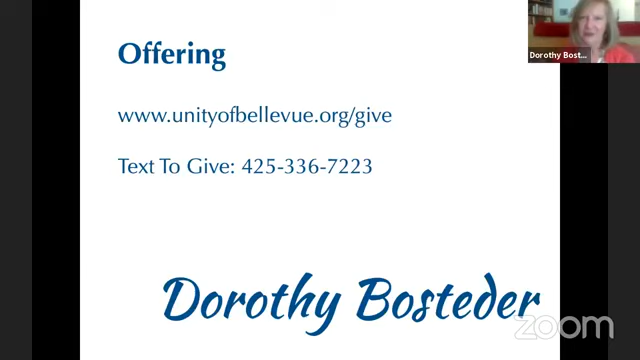 Offering
Dorothy Bost...
www.unityofbellevue.org/give
Text To Give: 425-336-7223
Dorothy Bosteder
zoom